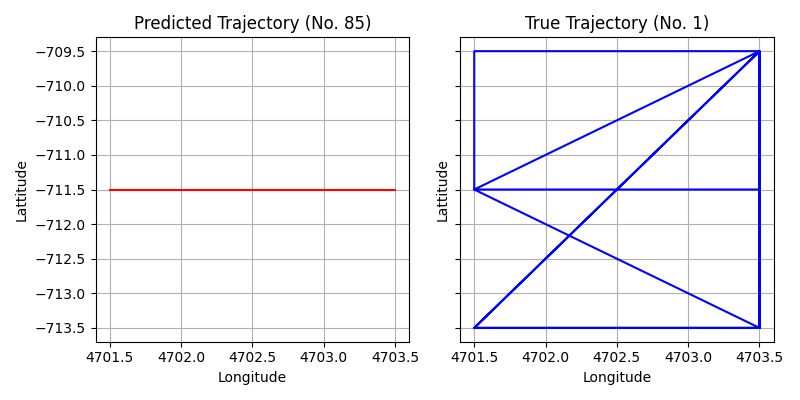 Predicted Trajectory (No. 85)
True Trajectory (No. 1)
Lattitude
−709.5
−710.0
−710.5
−711.0
−711.5
−712.0
−712.5
−713.0
−713.5
4701.5 4702.0 4702.5 4703.0 4703.5
Longitude
Lattitude
4701.5 4702.0 4702.5 4703.0 4703.5
Longitude